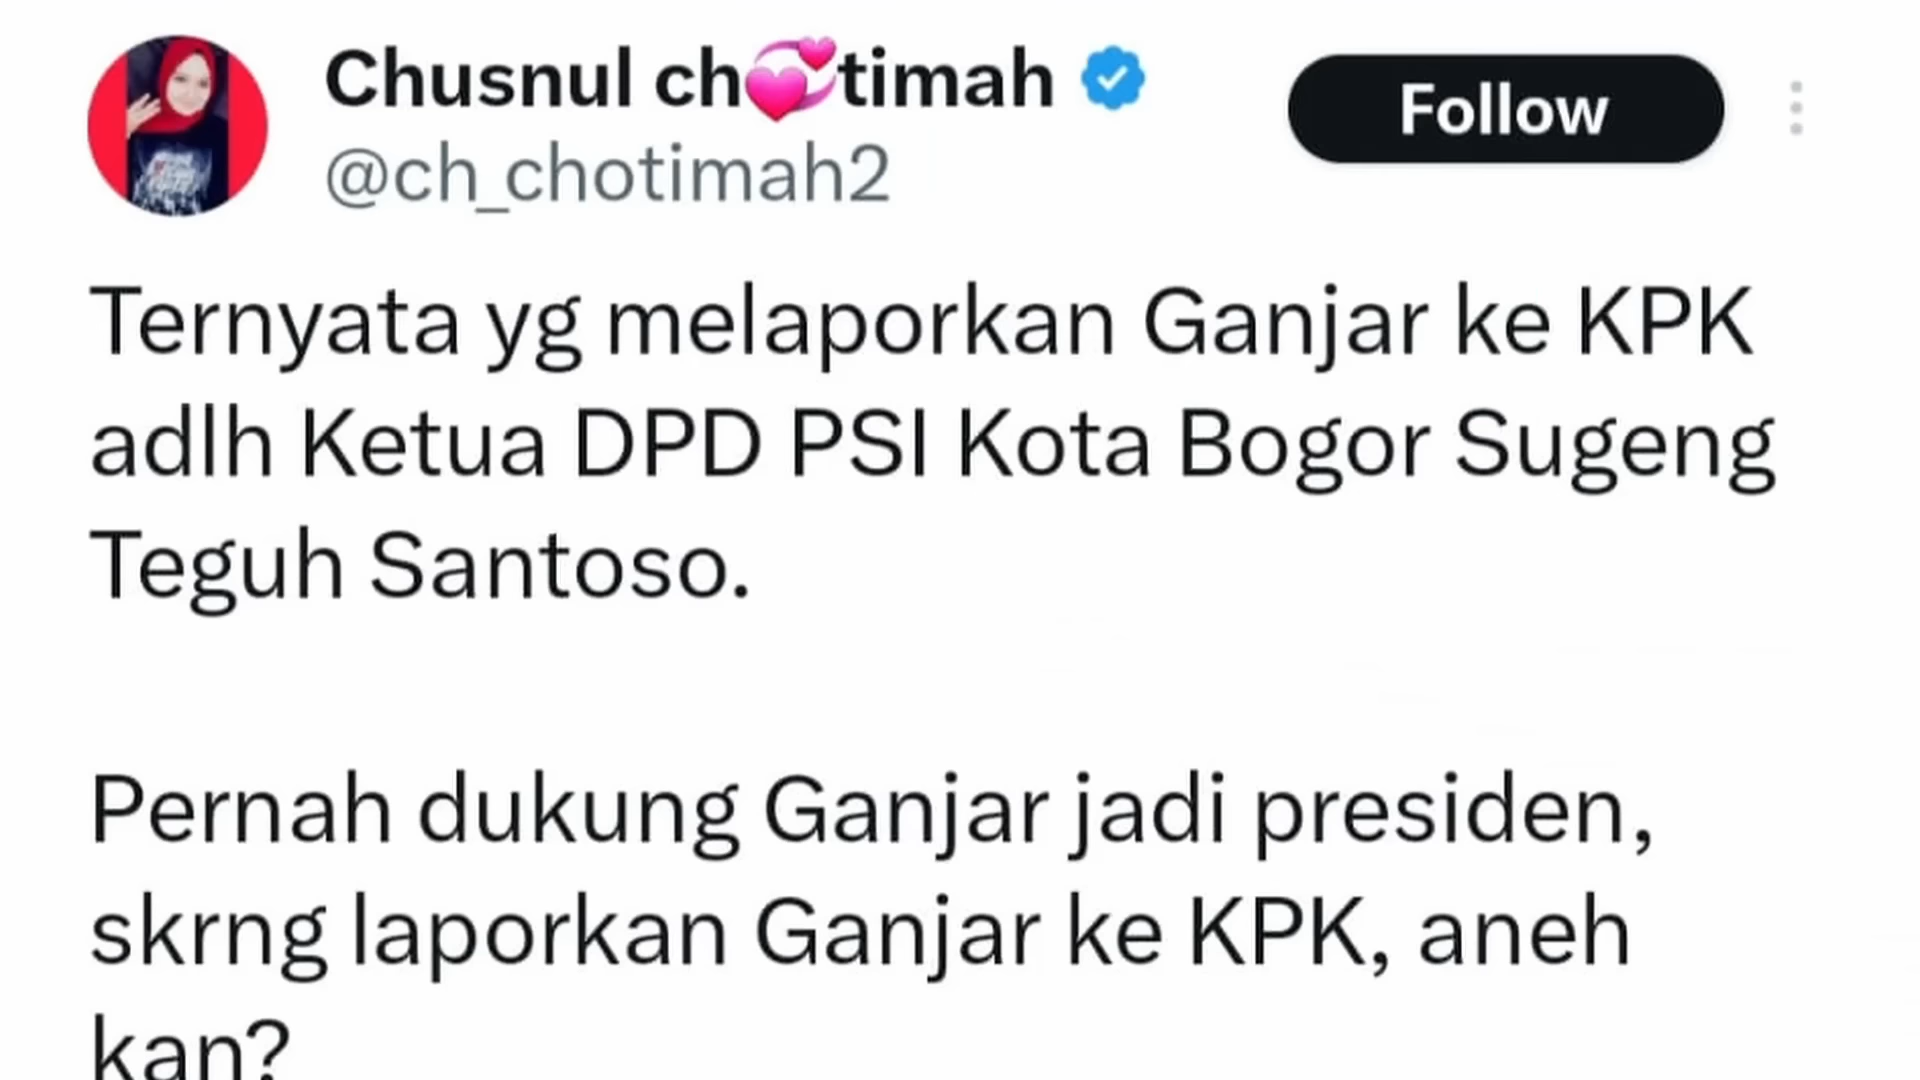 Chusnul ch💞timah
@ch_chotimah2
Follow
Ternyata yg melaporkan Ganjar ke KPK
adlh Ketua DPD PSI Kota Bogor Sugeng
Teguh Santoso.
Pernah dukung Ganjar jadi presiden,
skrng laporkan Ganjar ke KPK, aneh
kan?